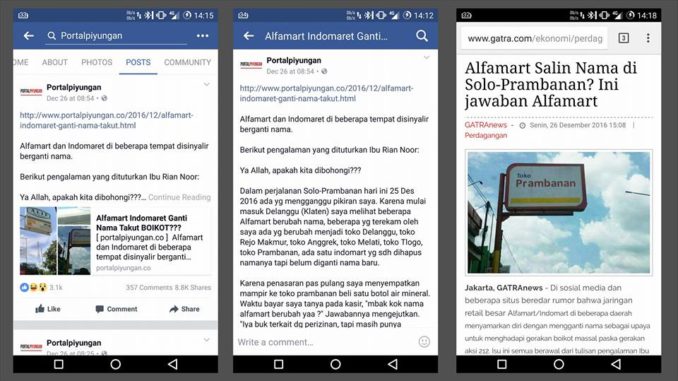 14:15
Portalpiyungan
OME ABOUT PHOTOS POSTS COMMUNITY
Portalpiyungan
Dec 26 at 08:54
http://www.portalpiyungan.co/2016/12/alfamart-
indomaret-ganti-nama-takut.html
Alfamart dan Indomaret di beberapa tempat disinyalir
berganti nama.
Berikut pengalaman yang dituturkan Ibu Rian Noor:
Ya Allah, apakah kita dibohongi???... Continue Reading
Alfamart Indomaret Ganti
Nama Takut BOIKOT???
[ portalpiyungan.co ] Alfamart
dan Indomaret di beberapa
tempat disinyalir berganti...
portalpiyungan.co
3.1k
357 Comments 8.8K Shares
Like Comment Share
Portalpiyungan
Dec 26 at 08:25
14:12
Alfamart Indomaret Ganti...
Portalpiyungan
Dec 26 at 08:54
http://www.portalpiyungan.co/2016/12/alfamart-
indomaret-ganti-nama-takut.html
Alfamart dan Indomaret di beberapa tempat disinyalir
berganti nama.
Berikut pengalaman yang dituturkan Ibu Rian Noor:
Ya Allah, apakah kita dibohongi???
Dalam perjalanan Solo-Prambanan hari ini 25 Des
2016 ada yg mengganggu pikiran saya. Karena mulai
masuk Delanggu (Klaten) saya melihat beberapa
Alfamart berubah nama, beberapa yg terekam oleh
saya ada yg berubah menjadi toko Delanggu, toko
Rejo Makmur, toko Anggrek, toko Melati, toko Tlogo,
toko Prambanan, ada satu indomart yg sdh dihapus
namanya tapi belum diganti nama baru.
Karena penasaran pas pulang saya menyempatkan
mampir ke toko prambanan beli satu botol air mineral.
Waktu bayar saya tanya pada kasir, "mbak kok nama
alfamart berubah yaa ?" Jawabannya mengejutkan:
"Iya buk terkait dg perizinan, tapi masih punya
Write a comment...
14:18
www.gatra.com/ekonomi/perdag
3
Alfamart Salin Nama di
Solo-Prambanan? Ini
jawaban Alfamart
GATRAnews - Senin, 26 Desember 2016 15:08 |
Perdagangan
toko
Prambanan
Jakarta, GATRAnews - Di sosial media dan
beberapa situs beredar rumor bahwa jaringan
retail besar Alfamart/Indomart di beberapa daerah
menyamarkan diri dengan mengganti nama sebagai upaya
untuk menghadapi gerakan boikot massal paska gerakan
aksi 212. Isu ini semua berawal dari tulisan pengalaman Ibu